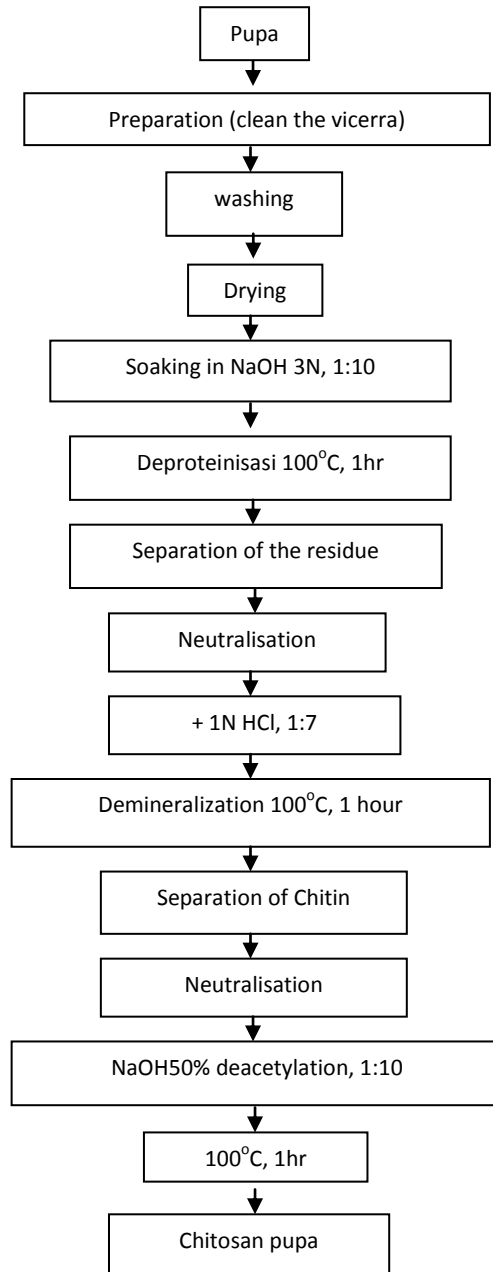 Pupa
Preparation (clean the vicerra)
washing
Drying
Soaking in NaOH 3N, 1:10
Deproteinisasi 100°C, 1hr
Separation of the residue
Neutralisation
+ 1N HCl, 1:7
Demineralization 100°C, 1 hour
Separation of Chitin
Neutralisation
NaOH50% deacetylation, 1:10
100°C, 1hr
Chitosan pupa